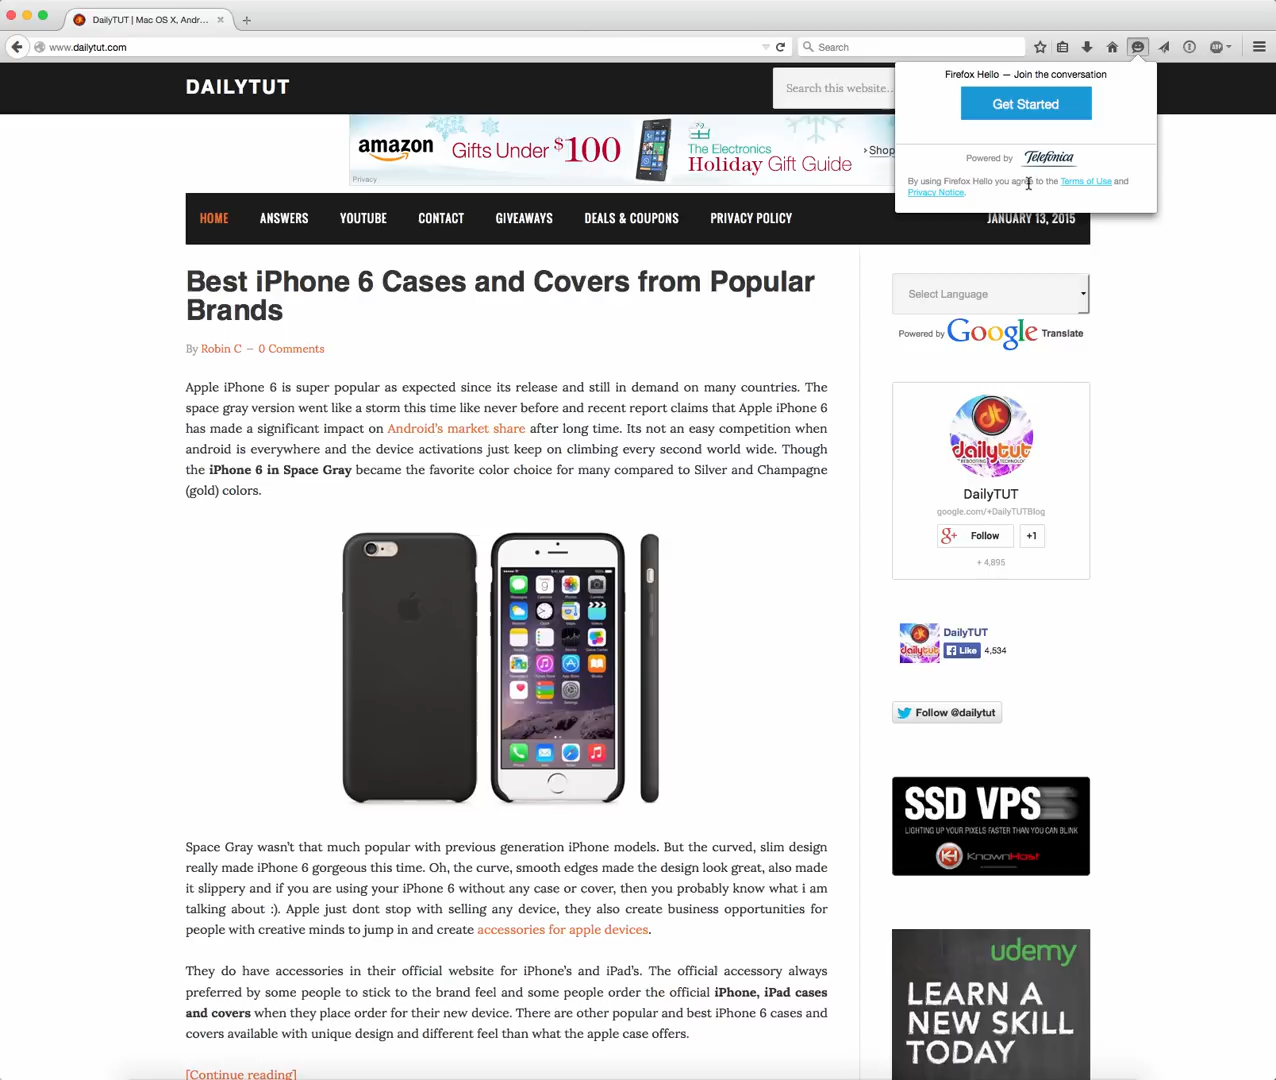 DailyTUT | Mac OS X, Andr...
www.dailytut.com
Search
Firefox Hello — Join the conversation
Get Started
Powered by Telefónica
By using Firefox Hello you agree to the Terms of Use and
Privacy Notice.
DAILYTUT
Search this website..
amazon
Gifts Under $100
The Electronics
Holiday Gift Guide
› Shop
Privacy
HOME ANSWERS YOUTUBE CONTACT DEALS & COUPONS PRIVACY POLICY JANUARY 13, 2015
Best iPhone 6 Cases and Covers from Popular
Brands
By Robin C — 0 Comments
Apple iPhone 6 is super popular as expected since its release and still in demand on many countries. The
space gray version went like a storm this time like never before and recent report claims that Apple iPhone 6
has made a significant impact on Android's market share after long time. Its not an easy competition when
android is everywhere and the device activations just keep on climbing every second world wide. Though
the iPhone 6 in Space Gray became the favorite color choice for many compared to Silver and Champagne
(gold) colors.
Space Gray wasn't that much popular with previous generation iPhone models. But the curved, slim design
really made iPhone 6 gorgeous this time. Oh, the curve, smooth edges made the design look great, also made
it slippery and if you are using your iPhone 6 without any case or cover, then you probably know what i am
talking about :). Apple just dont stop with selling any device, they also create business opportunities for
people with creative minds to jump in and create accessories for apple devices.
They do have accessories in their official website for iPhone's and iPad's. The official accessory always
preferred by some people to stick to the brand feel and some people order the official iPhone, iPad cases
and covers when they place order for their new device. There are other popular and best iPhone 6 cases and
covers available with unique design and different feel than what the apple case offers.
[Continue reading]
Select Language
Powered by Google Translate
dt
dailytut
REBOOTING TECHNOLOGY
DailyTUT
google.com/+DailyTUTBlog
g+ Follow +1
+ 4,895
dailytut
DailyTUT
Like 4,534
Follow @dailytut
SSD VPS
LIGHTING UP YOUR PIXELS FASTER THAN YOU CAN BLINK
KnownHost
udemy
LEARN A
NEW SKILL
TODAY